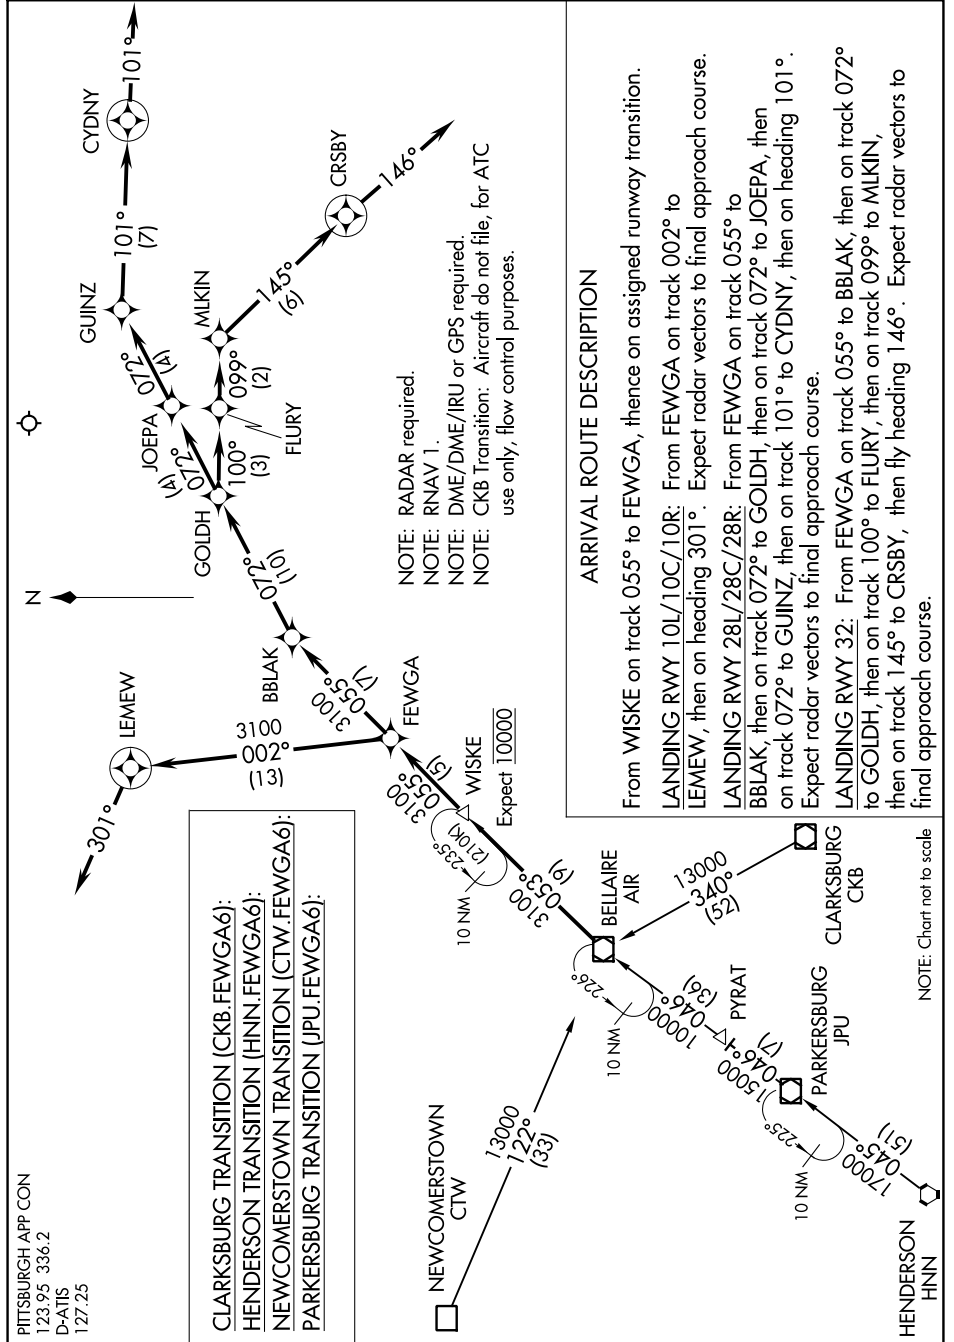 PITTSBURGH APP CON
123.95 336.2
D-ATIS
127.25
CLARKSBURG TRANSITION (CKB.FEWGA6):
HENDERSON TRANSITION (HNN.FEWGA6):
NEWCOMERSTOWN TRANSITION (CTW.FEWGA6):
PARKERSBURG TRANSITION (JPU.FEWGA6):
N
301°
LEMEW
3100
002°
(13)
CYDNY
101°
GUINZ
101°
(7)
JOEPA
072°
(4)
072°
(4)
GOLDH
100°
(3)
FLURY
099°
(2)
MLKIN
145°
(6)
CRSBY
146°
072°
(10)
BBLAK
3100
055°
(7)
FEWGA
3100
055°
(5)
WISKE
Expect 10000
235°
(210K)
10 NM
3100
053°
(9)
BELLAIRE
AIR
226°
10 NM
13000
340°
(52)
CLARKSBURG
CKB
NEWCOMERSTOWN
CTW
13000
122°
(33)
10000
046°
(36)
PYRAT
15000
046°
(7)
PARKERSBURG
JPU
225°
10 NM
17000
045°
(51)
HENDERSON
HNN
NOTE: RADAR required.
NOTE: RNAV 1.
NOTE: DME/DME/IRU or GPS required.
NOTE: CKB Transition: Aircraft do not file, for ATC
use only, flow control purposes.
ARRIVAL ROUTE DESCRIPTION
From WISKE on track 055° to FEWGA, thence on assigned runway transition.
LANDING RWY 10L/10C/10R: From FEWGA on track 002° to
LEMEW, then on heading 301°. Expect radar vectors to final approach course.
LANDING RWY 28L/28C/28R: From FEWGA on track 055° to
BBLAK, then on track 072° to GOLDH, then on track 072° to JOEPA, then
on track 072° to GUINZ, then on track 101° to CYDNY, then on heading 101°.
Expect radar vectors to final approach course.
LANDING RWY 32: From FEWGA on track 055° to BBLAK, then on track 072°
to GOLDH, then on track 100° to FLURY, then on track 099° to MLKIN,
then on track 145° to CRSBY, then fly heading 146°. Expect radar vectors to
final approach course.
NOTE: Chart not to scale